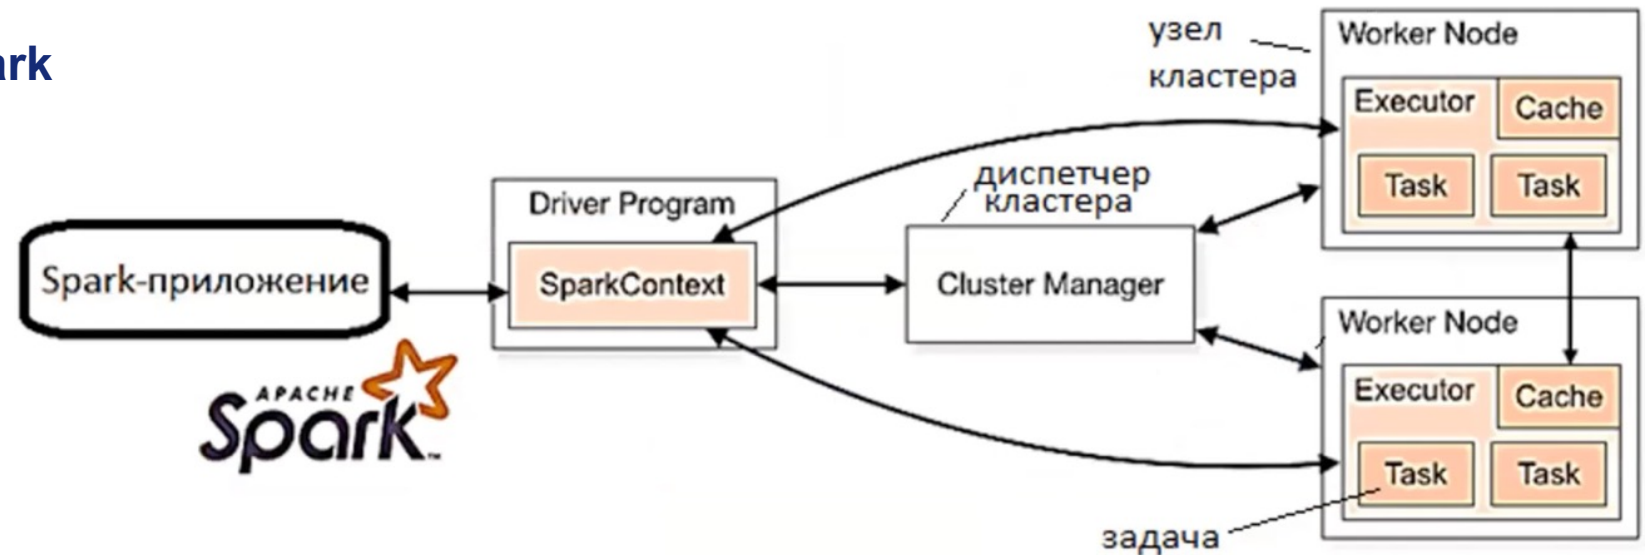 ark
Spark-приложение
APACHE
Spark
Driver Program
SparkContext
диспетчер
кластера
Cluster Manager
узел
кластера
Worker Node
Executor
Cache
Task
Task
Worker Node
Executor
Cache
Task
Task
задача